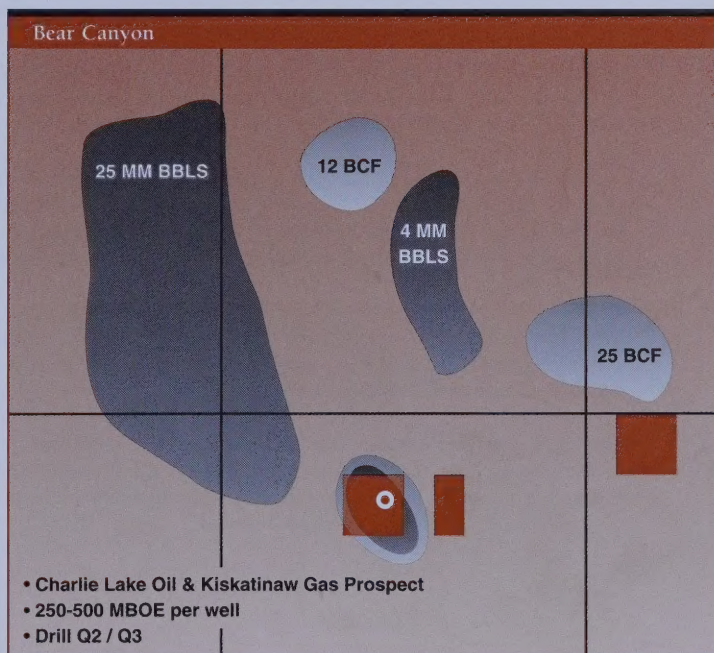 Bear Canyon
25 MM BBLS
12 BCF
4 MM
BBLS
25 BCF
• Charlie Lake Oil & Kiskatinaw Gas Prospect
• 250-500 MBOE per well
• Drill Q2 / Q3